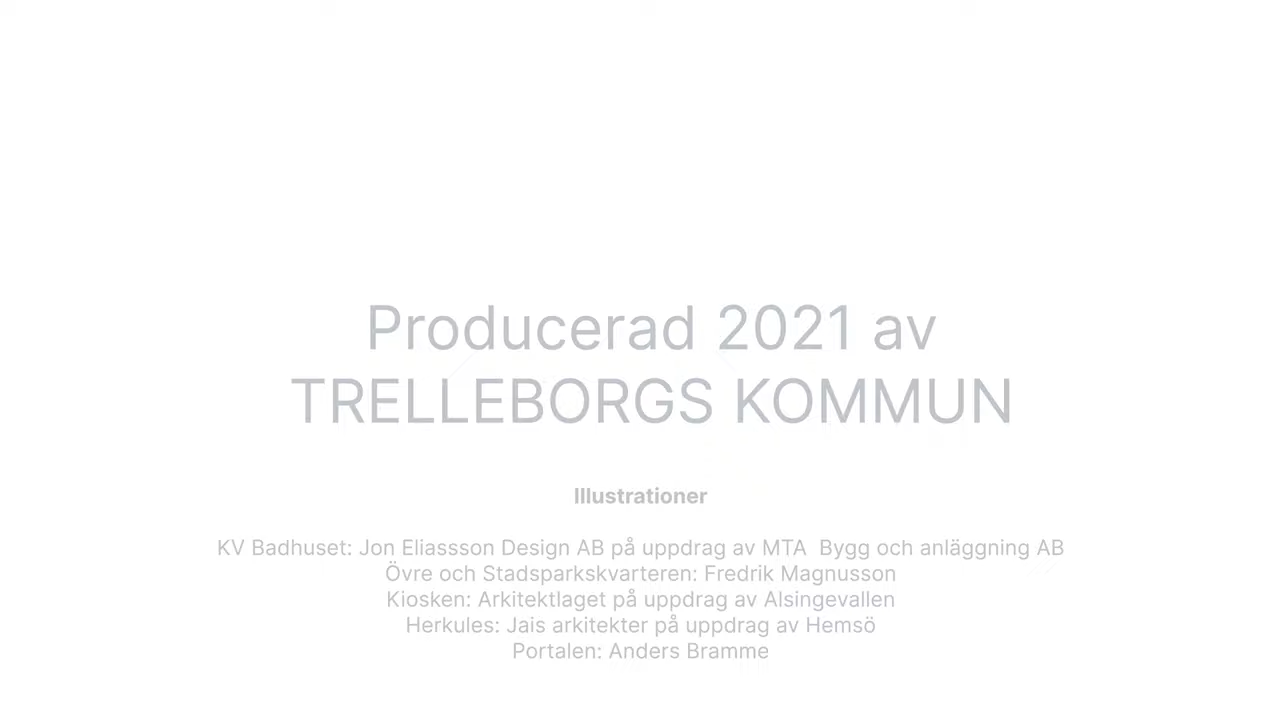 Producerad 2021 av
TRELLEBORGS KOMMUN
Illustrationer
KV Badhuset: Jon Eliassson Design AB på uppdrag av MTA  Bygg och anläggning AB
Övre och Stadsparkskvarteren: Fredrik Magnusson
Kiosken: Arkitektlaget på uppdrag av Alsingevallen
Herkules: Jais arkitekter på uppdrag av Hemsö
Portalen: Anders Bramme